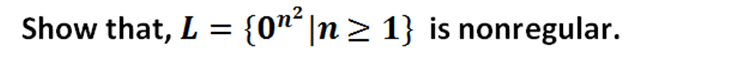 Show that, L = {0^{n^2} | n ≥ 1} is nonregular.